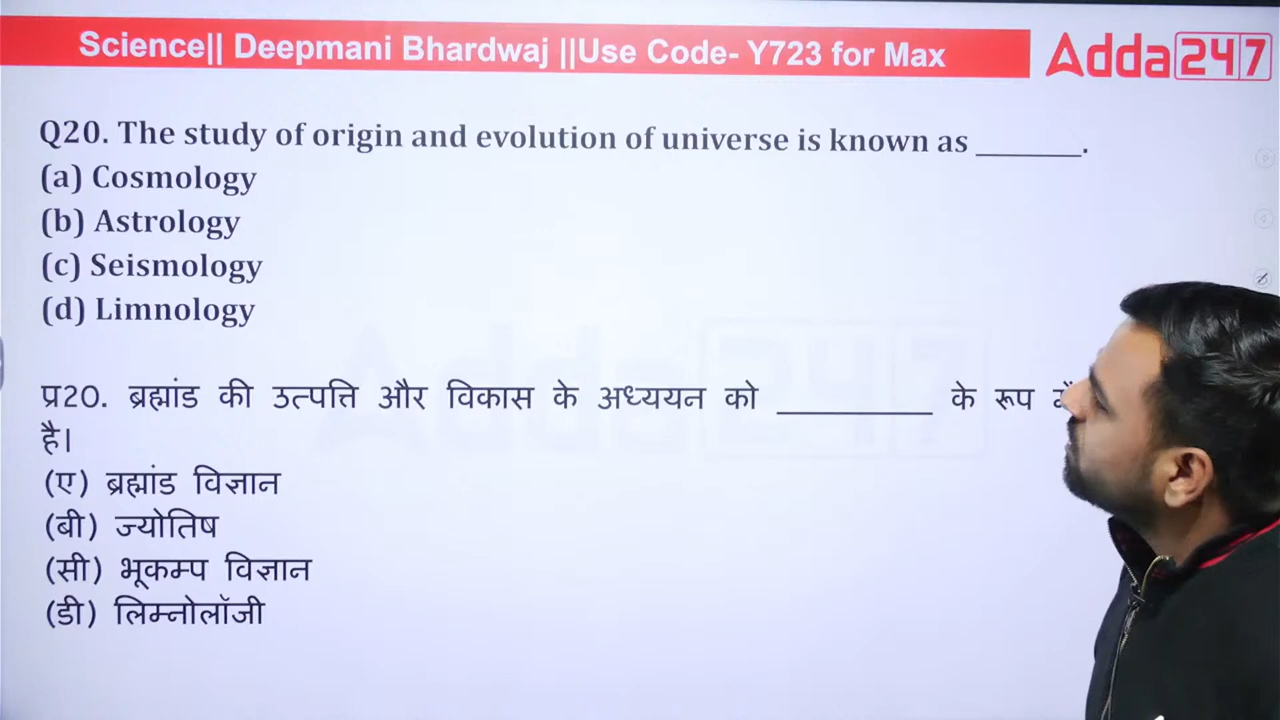 Science|| Deepmani Bhardwaj ||Use Code- Y723 for Max
Adda247
Q20. The study of origin and evolution of universe is known as ________.
(a) Cosmology
(b) Astrology
(c) Seismology
(d) Limnology
प्र20. ब्रह्मांड की उत्पत्ति और विकास के अध्ययन को __________ के रूप
है।
(ए) ब्रह्मांड विज्ञान
(बी) ज्योतिष
(सी) भूकम्प विज्ञान
(डी) लिम्नोलॉजी